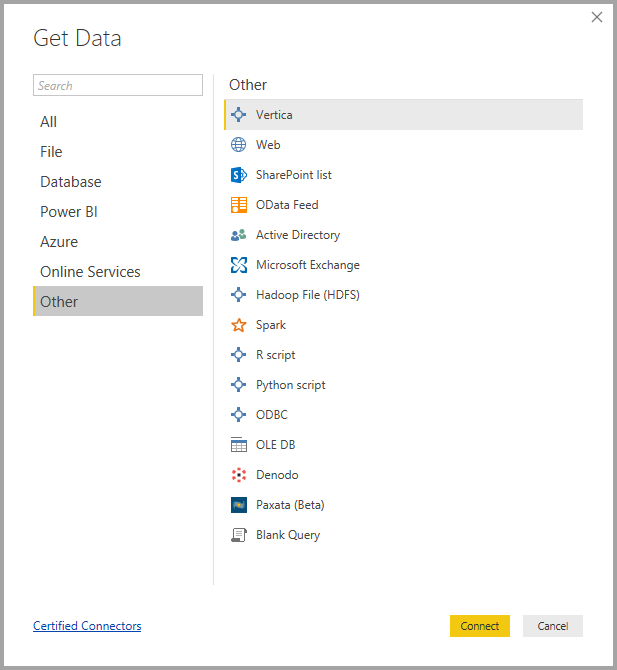 Get Data
Search
All
File
Database
Power BI
Azure
Online Services
Other
Other
Vertica
Web
SharePoint list
OData Feed
Active Directory
Microsoft Exchange
Hadoop File (HDFS)
Spark
R script
Python script
ODBC
OLE DB
Denodo
Paxata (Beta)
Blank Query
Certified Connectors
Connect
Cancel